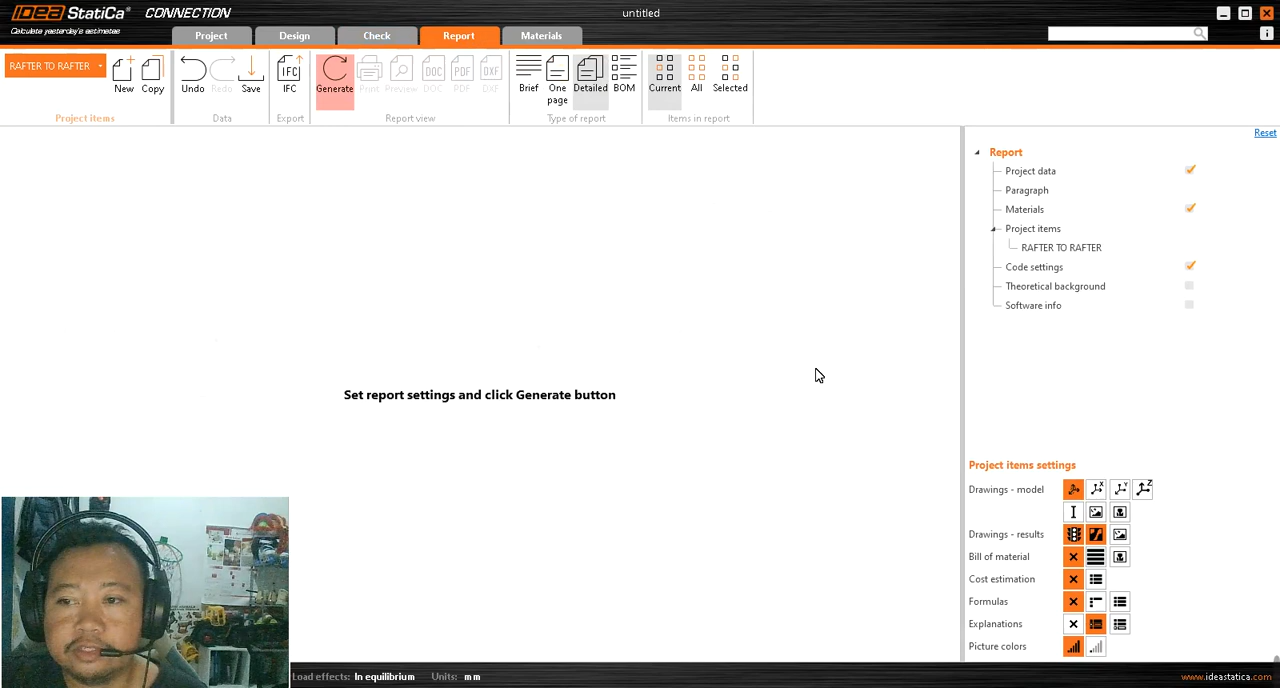 IDEA StatiCa CONNECTION
Calculate yesterday's estimates
untitled
Project Design Check Report Materials
RAFTER TO RAFTER
New Copy Undo Redo Save IFC Generate Print Preview DOC PDF DXF Brief One page Detailed BOM Current All Selected
Project items Data Export Report view Type of report Items in report
Reset
Report
Project data
Paragraph
Materials
Project items
RAFTER TO RAFTER
Code settings
Theoretical background
Software info
Set report settings and click Generate button
Project items settings
Drawings - model
Drawings - results
Bill of material
Cost estimation
Formulas
Explanations
Picture colors
Load effects: In equilibrium Units: mm
www.ideastatica.com